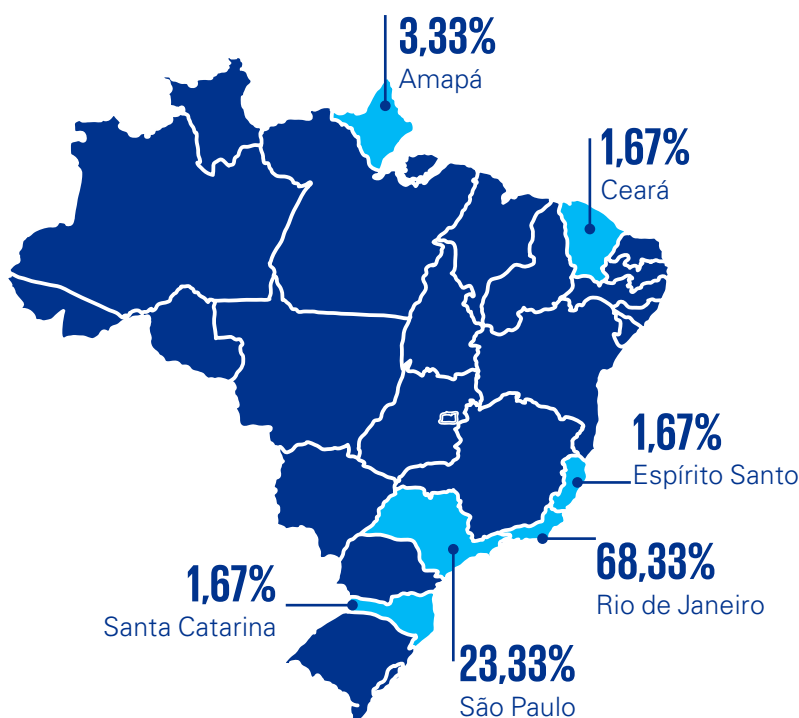 3,33%
Amapá
1,67%
Ceará
1,67%
Espírito Santo
68,33%
Rio de Janeiro
1,67%
Santa Catarina
23,33%
São Paulo